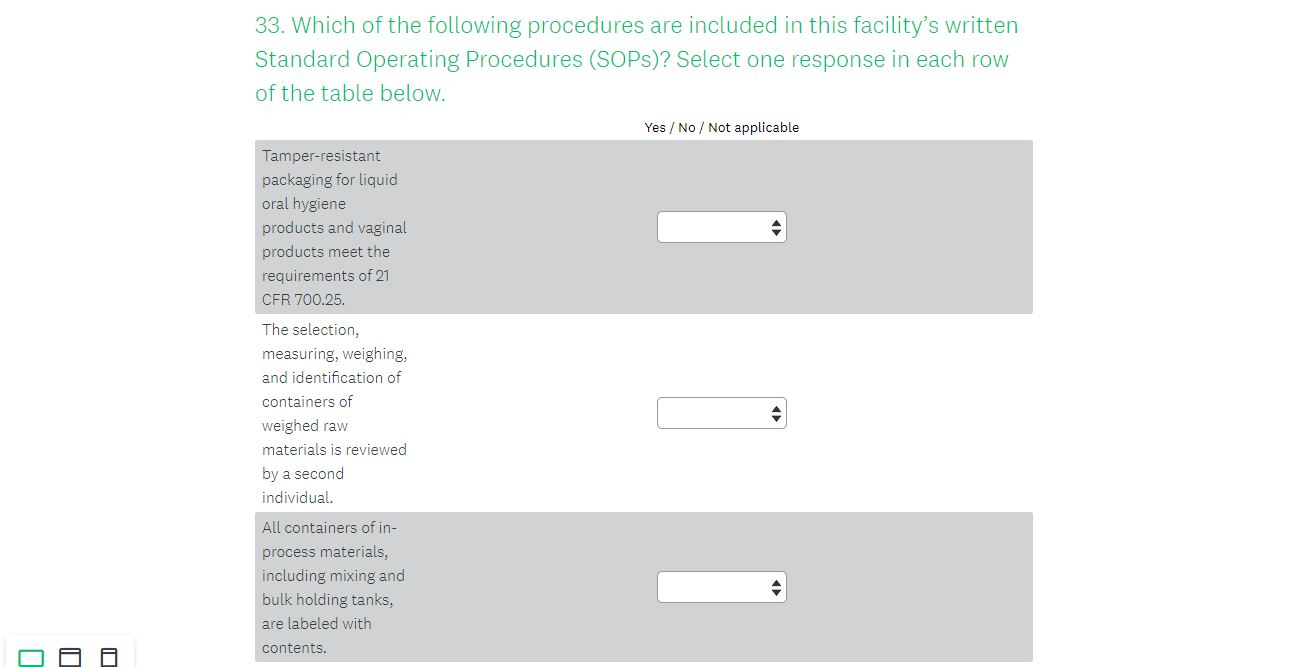 33. Which of the following procedures are included in this facility’s written
Standard Operating Procedures (SOPs)? Select one response in each row
of the table below.
Yes / No / Not applicable
Tamper-resistant
packaging for liquid
oral hygiene
products and vaginal
products meet the
requirements of 21
CFR 700.25.
The selection,
measuring, weighing,
and identification of
containers of
weighed raw
materials is reviewed
by a second
individual.
All containers of in-
process materials,
including mixing and
bulk holding tanks,
are labeled with
contents.